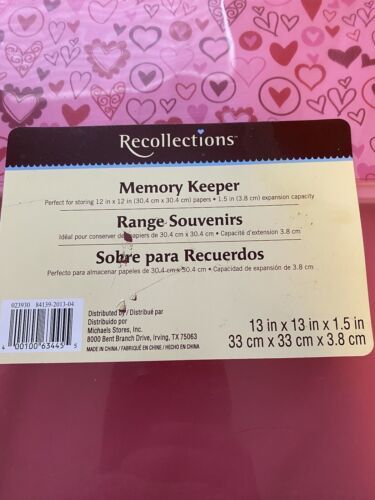 Recollections™
Memory Keeper
Perfect for storing 12 in x 12 in (30.4 cm x 30.4 cm) papers • 1.5 in (3.8 cm) expansion capacity
Range Souvenirs
Idéal pour conserver de papiers de 30.4 cm x 30.4 cm • Capacité d'extension 3.8 cm
Sobre para Recuerdos
Perfecto para almacenar papeles de 30.4 cm x 30.4 cm • Capacidad de expansión de 3.8 cm
023930 84139-2013-04
4 00100 63445 5
Distributed by / Distribué par
Distribuido por
Michaels Stores, Inc.
8000 Bent Branch Drive, Irving, TX 75063
MADE IN CHINA / FABRIQUÉ EN CHINE / HECHO EN CHINA
13 in x 13 in x 1.5 in
33 cm x 33 cm x 3.8 cm